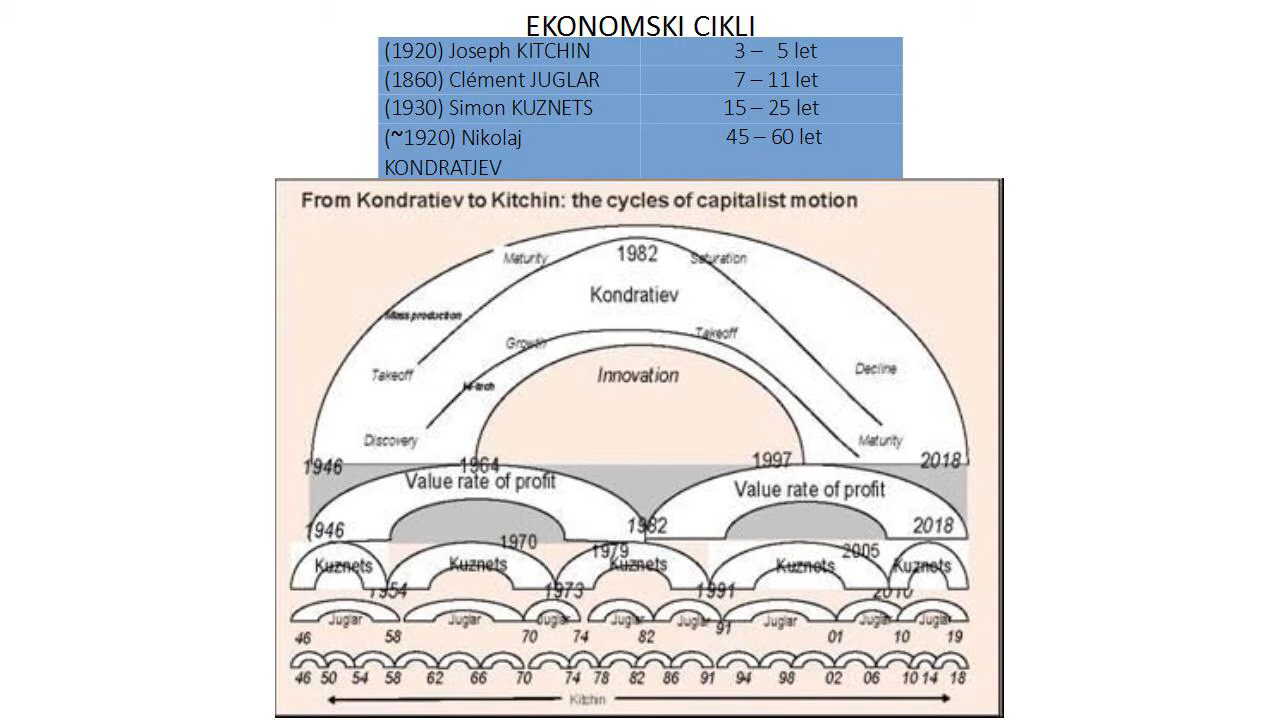 EKONOMSKI CIKLI
(1920) Joseph KITCHIN 3 – 5 let
(1860) Clément JUGLAR 7 – 11 let
(1930) Simon KUZNETS 15 – 25 let
(~1920) Nikolaj 45 – 60 let
KONDRATJEV
From Kondratiev to Kitchin: the cycles of capitalist motion
Maturity 1982 Saturation
Kondratiev
Mass production
Growth Takeoff
Takeoff Innovation Decline
Hi-tech
Discovery Maturity
1946 1964 1997 2018
Value rate of profit Value rate of profit
1946 1982 2018
1970 1979 2005
Kuznets Kuznets Kuznets Kuznets Kuznets
1954 1973 1991 2010
Juglar Juglar Juglar Juglar Juglar Juglar Juglar Juglar
46 58 70 74 82 91 01 10 19
46 50 54 58 62 66 70 74 78 82 86 91 94 98 02 06 10 14 18
Kitchin